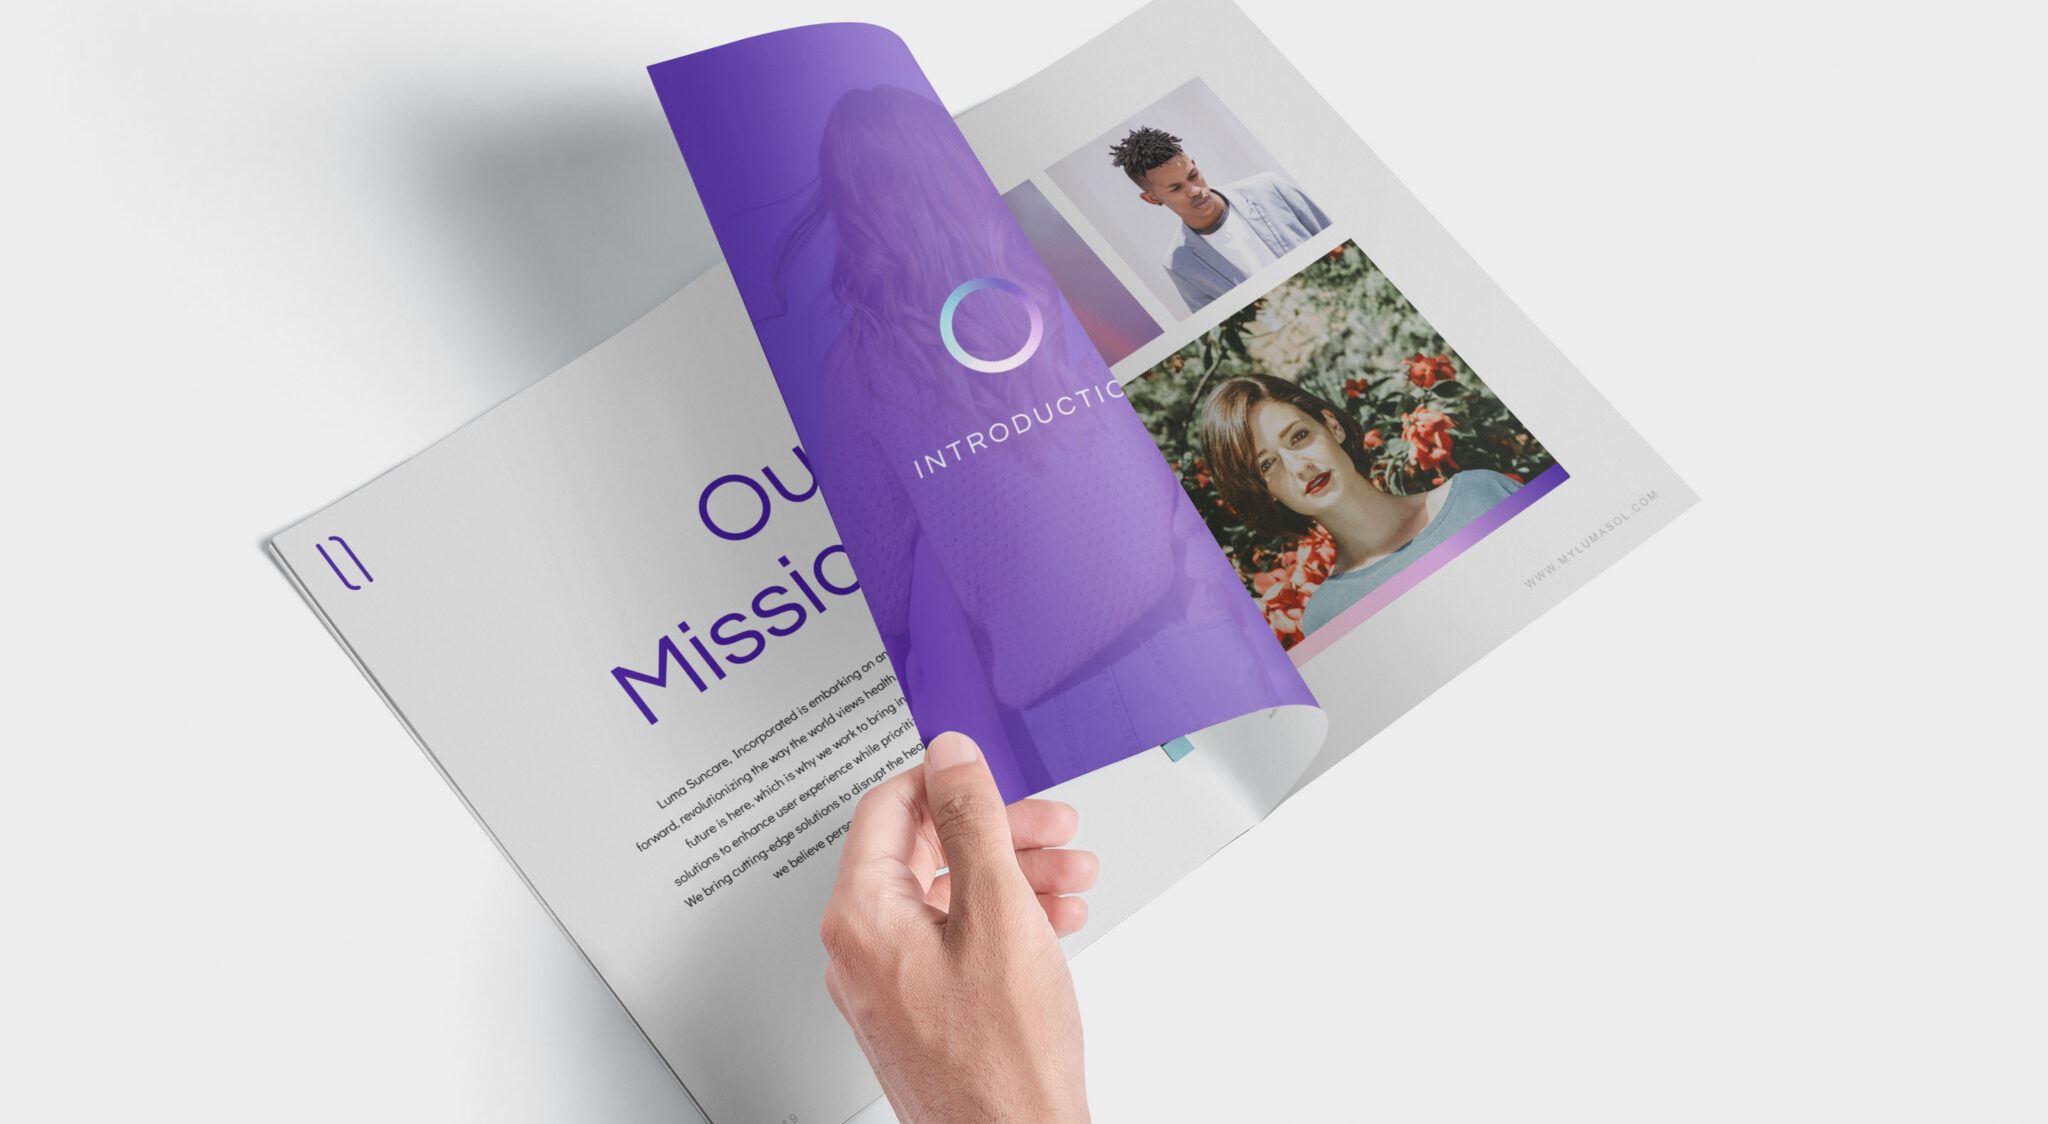 Ou
Missio
Luma Suncare, Incorporated is embarking on an
forward, revolutionizing the way the world views health.
future is here, which is why we work to bring in
solutions to enhance user experience while prioriti
We bring cutting-edge solutions to disrupt the hea
we believe perso
INTRODUCTIO
WWW.MYLUMASOL.COM